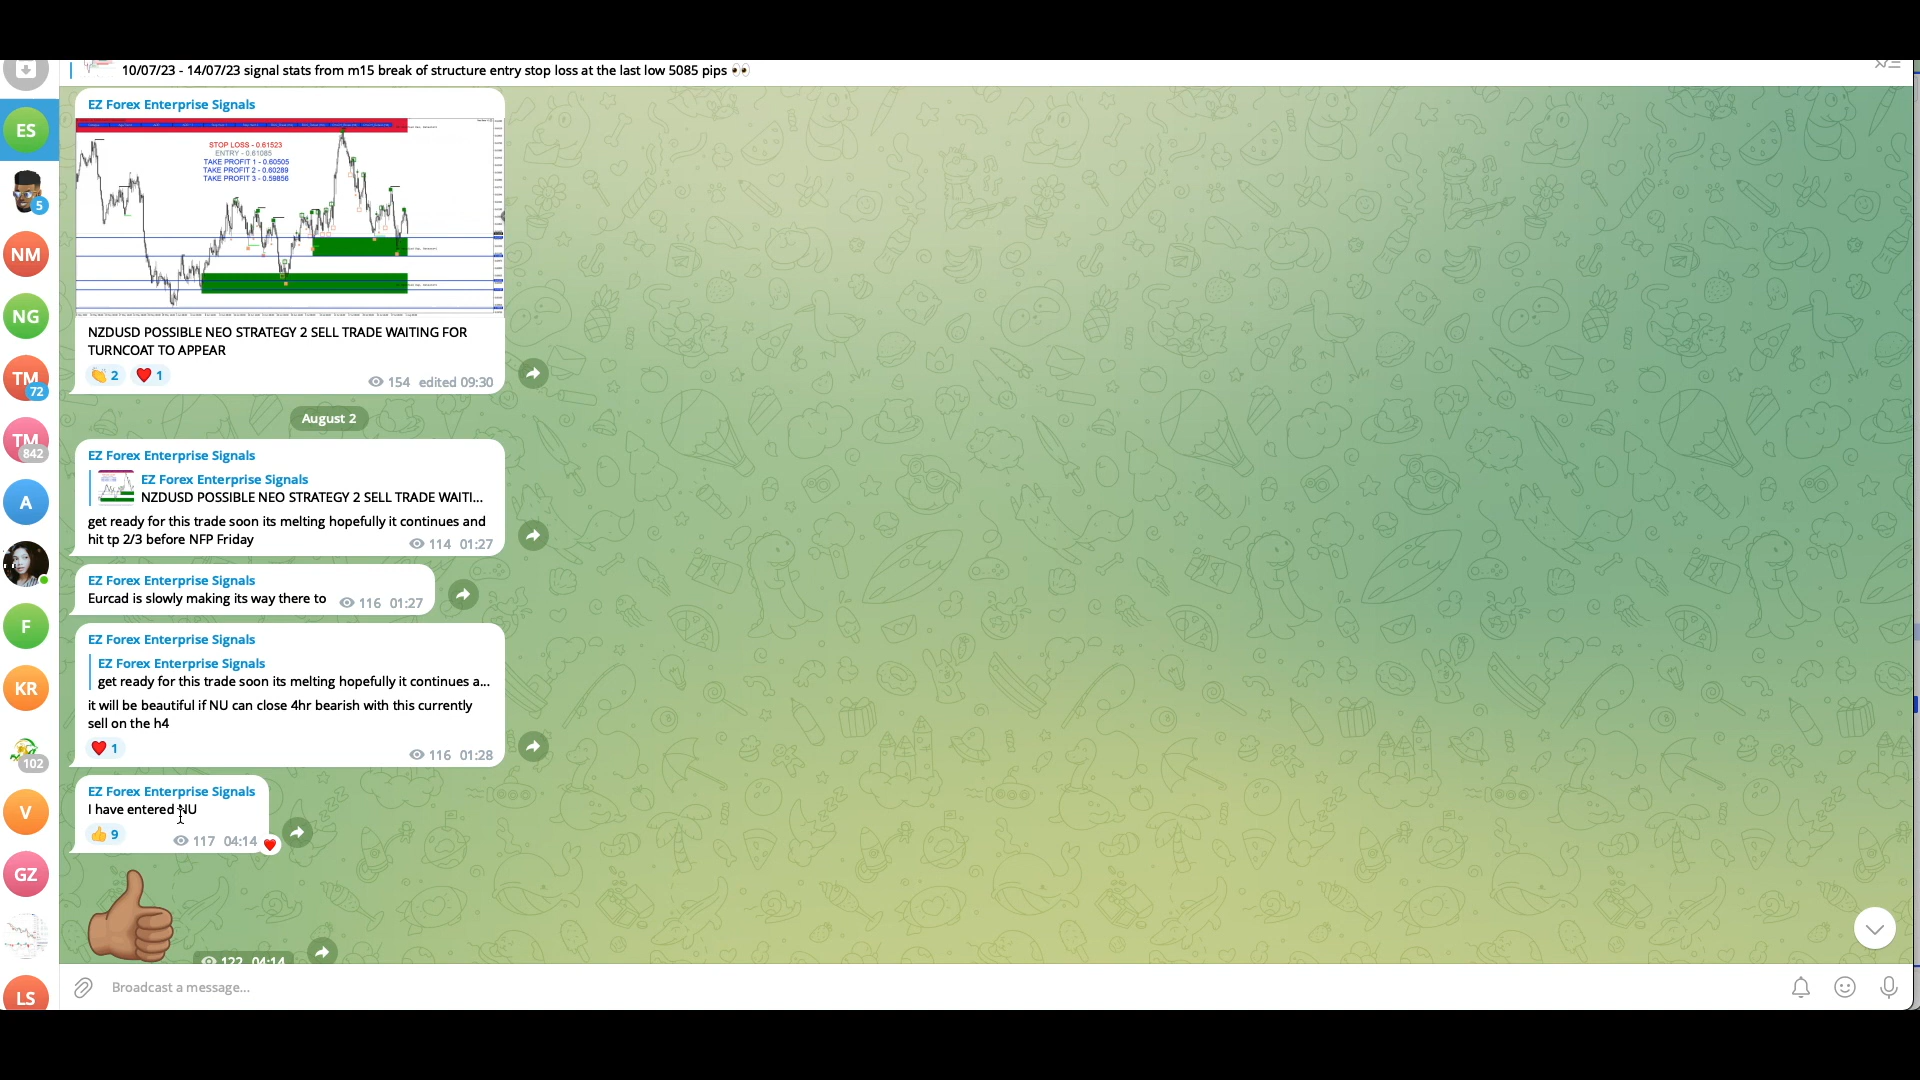 10/07/23 - 14/07/23 signal stats from m15 break of structure entry stop loss at the last low 5085 pips 👀
EZ Forex Enterprise Signals
STOP LOSS - 0.61523
ENTRY - 0.61085
TAKE PROFIT 1 - 0.60505
TAKE PROFIT 2 - 0.60289
TAKE PROFIT 3 - 0.59856
NZDUSD POSSIBLE NEO STRATEGY 2 SELL TRADE WAITING FOR
TURNCOAT TO APPEAR
👏 2 ❤️ 1
154 edited 09:30
August 2
EZ Forex Enterprise Signals
EZ Forex Enterprise Signals
NZDUSD POSSIBLE NEO STRATEGY 2 SELL TRADE WAITI...
get ready for this trade soon its melting hopefully it continues and
hit tp 2/3 before NFP Friday
114 01:27
EZ Forex Enterprise Signals
Eurcad is slowly making its way there to
116 01:27
EZ Forex Enterprise Signals
EZ Forex Enterprise Signals
get ready for this trade soon its melting hopefully it continues a...
it will be beautiful if NU can close 4hr bearish with this currently
sell on the h4
❤️ 1
116 01:28
EZ Forex Enterprise Signals
I have entered NU
👍 9
117 04:14
122 04:14
Broadcast a message...
ES
5
NM
NG
TM
72
TM
842
A
F
KR
102
V
GZ
LS